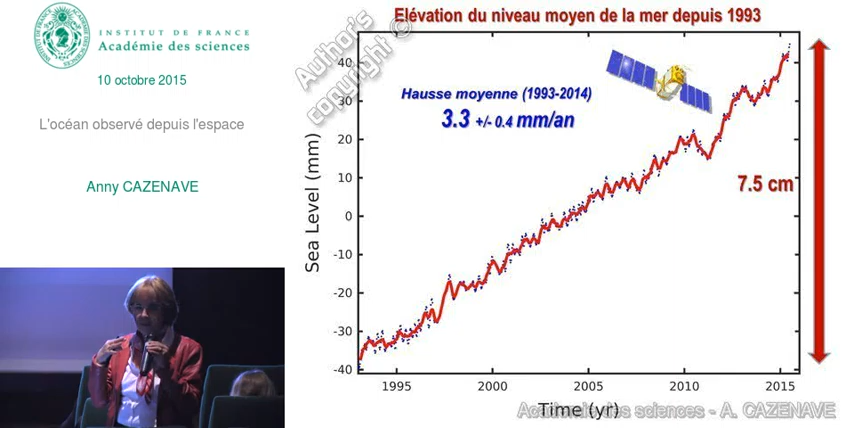 INSTITUT DE FRANCE
Académie des sciences
10 octobre 2015
L'océan observé depuis l'espace
Anny CAZENAVE
Author's
copyright ©
Elévation du niveau moyen de la mer depuis 1993
Hausse moyenne (1993-2014)
3.3 +/- 0.4 mm/an
7.5 cm
Sea Level (mm)
40
30
20
10
0
-10
-20
-30
-40
1995
2000
2005
2010
2015
Time (yr)
Académie des sciences - A. CAZENAVE